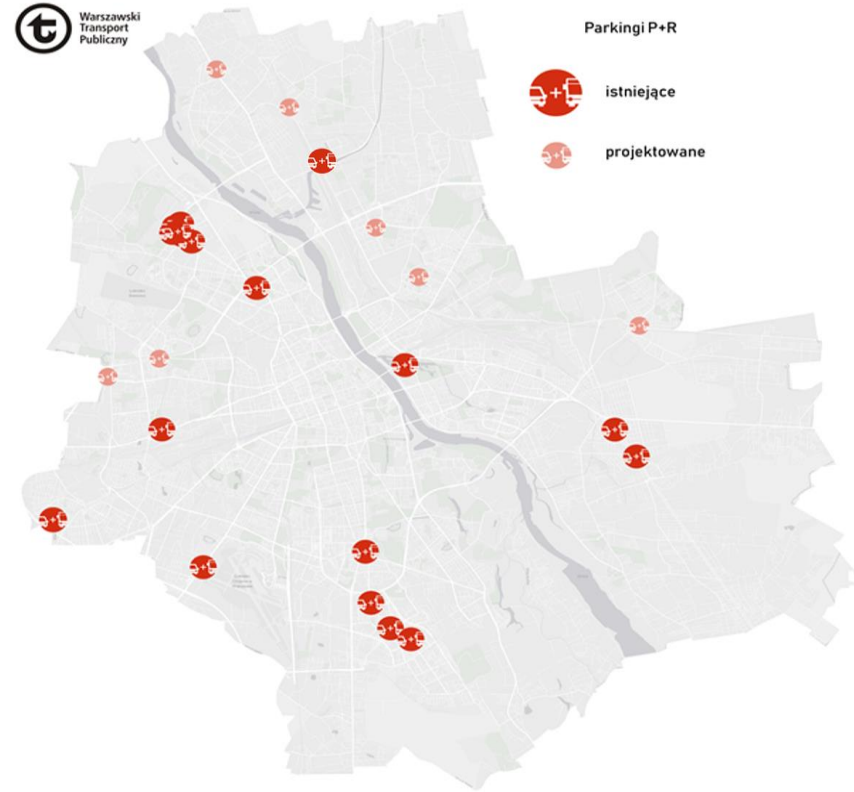 Warszawski
Transport
Publiczny
Parkingi P+R
istniejące
projektowane